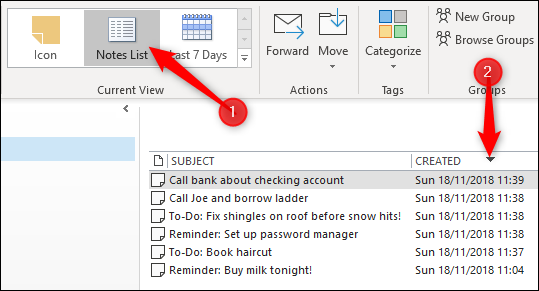 New Group
Browse Groups
Icon
Notes List
Last 7 Days
Forward
Move
Categorize
Current View
Actions
Tags
Groups
1
2
SUBJECT CREATED
Call bank about checking account Sun 18/11/2018 11:39
Call Joe and borrow ladder Sun 18/11/2018 11:38
To-Do: Fix shingles on roof before snow hits! Sun 18/11/2018 11:38
Reminder: Set up password manager Sun 18/11/2018 11:38
To-Do: Book haircut Sun 18/11/2018 11:37
Reminder: Buy milk tonight! Sun 18/11/2018 11:04